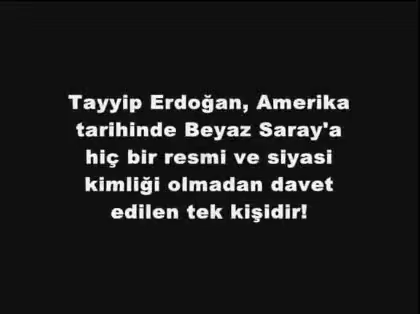 Tayyip Erdoğan, Amerika
tarihinde Beyaz Saray'a
hiç bir resmi ve siyasi
kimliği olmadan davet
edilen tek kişidir!